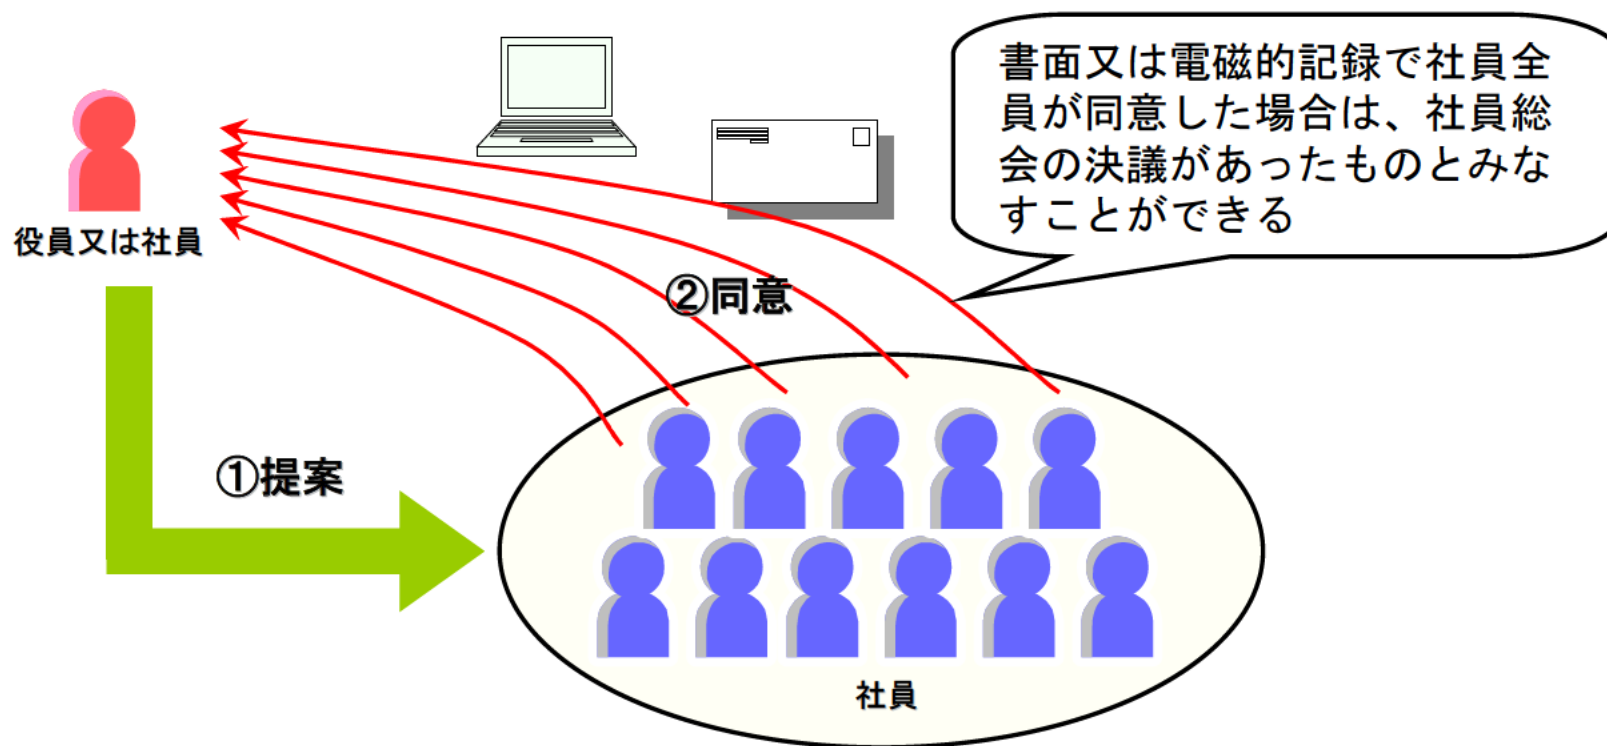 書面又は電磁的記録で社員全
員が同意した場合は、社員総
会の決議があったものとみな
すことができる
役員又は社員
②同意
①提案
社員